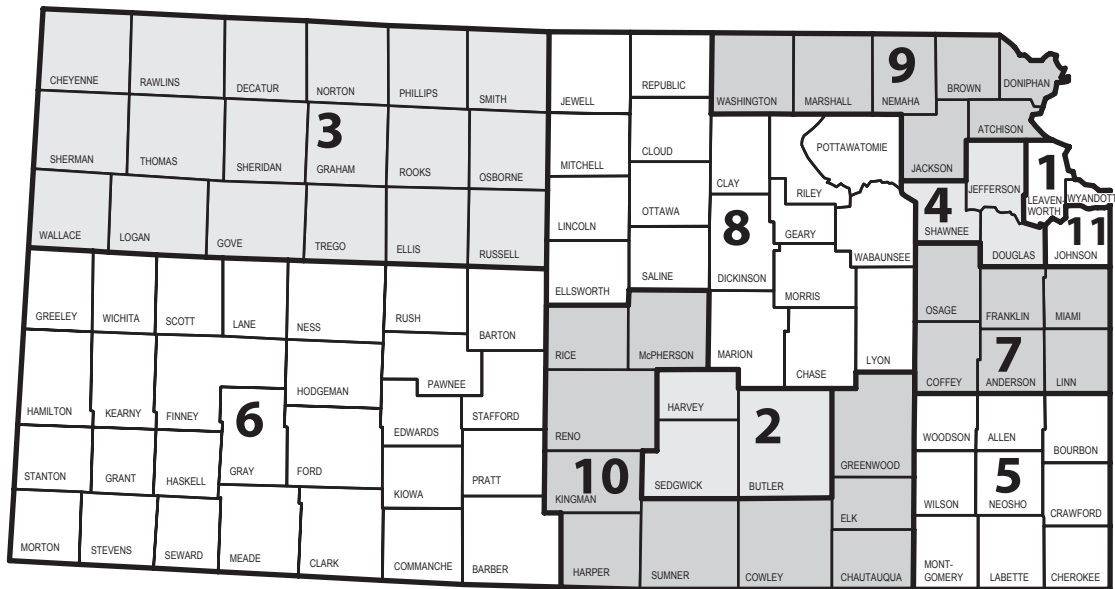 CHEYENNE
RAWLINS
DECATUR
NORTON
PHILLIPS
SMITH
JEWELL
REPUBLIC
WASHINGTON
MARSHALL
9
NEMAHA
BROWN
DONIPHAN
SHERMAN
THOMAS
SHERIDAN
3
GRAHAM
ROOKS
OSBORNE
MITCHELL
CLOUD
CLAY
RILEY
POTTAWATOMIE
JACKSON
ATCHISON
JEFFERSON
1
LEAVEN-
WORTH
WYANDOTT
WALLACE
LOGAN
GOVE
TREGO
ELLIS
RUSSELL
LINCOLN
OTTAWA
8
DICKINSON
GEARY
WABAUNSEE
4
SHAWNEE
DOUGLAS
11
JOHNSON
ELLSWORTH
SALINE
MORRIS
GREELEY
WICHITA
SCOTT
LANE
NESS
RUSH
BARTON
RICE
McPHERSON
MARION
CHASE
LYON
OSAGE
FRANKLIN
MIAMI
7
COFFEY
ANDERSON
LINN
HAMILTON
KEARNY
FINNEY
HODGEMAN
PAWNEE
STAFFORD
EDWARDS
RENO
HARVEY
2
BUTLER
SEDGWICK
GREENWOOD
WOODSON
ALLEN
BOURBON
STANTON
GRANT
HASKELL
6
GRAY
FORD
KIOWA
PRATT
10
KINGMAN
ELK
WILSON
5
NEOSHO
CRAWFORD
MORTON
STEVENS
SEWARD
MEADE
CLARK
COMMANCHE
BARBER
HARPER
SUMNER
COWLEY
CHAUTAUQUA
MONT-
GOMERY
LABETTE
CHEROKEE